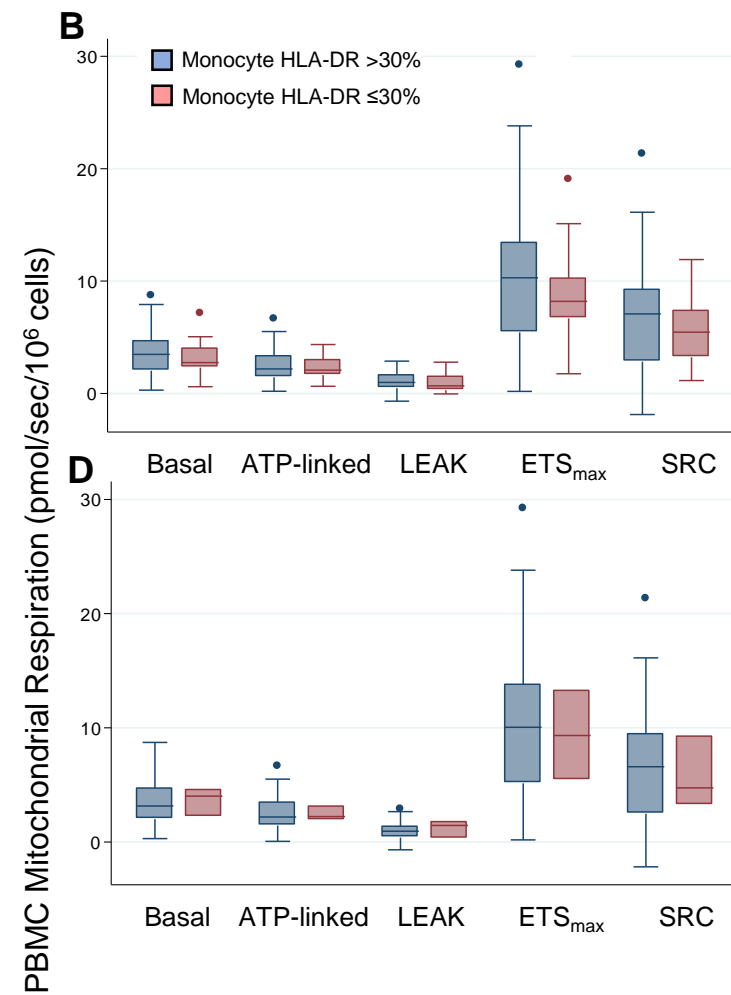 B
30
20
10
0
Monocyte HLA-DR >30%
Monocyte HLA-DR ≤30%
Basal ATP-linked LEAK ETSmax SRC
PBMC Mitochondrial Respiration (pmol/sec/10⁶ cells)
D
30
20
10
0
Basal ATP-linked LEAK ETSmax SRC